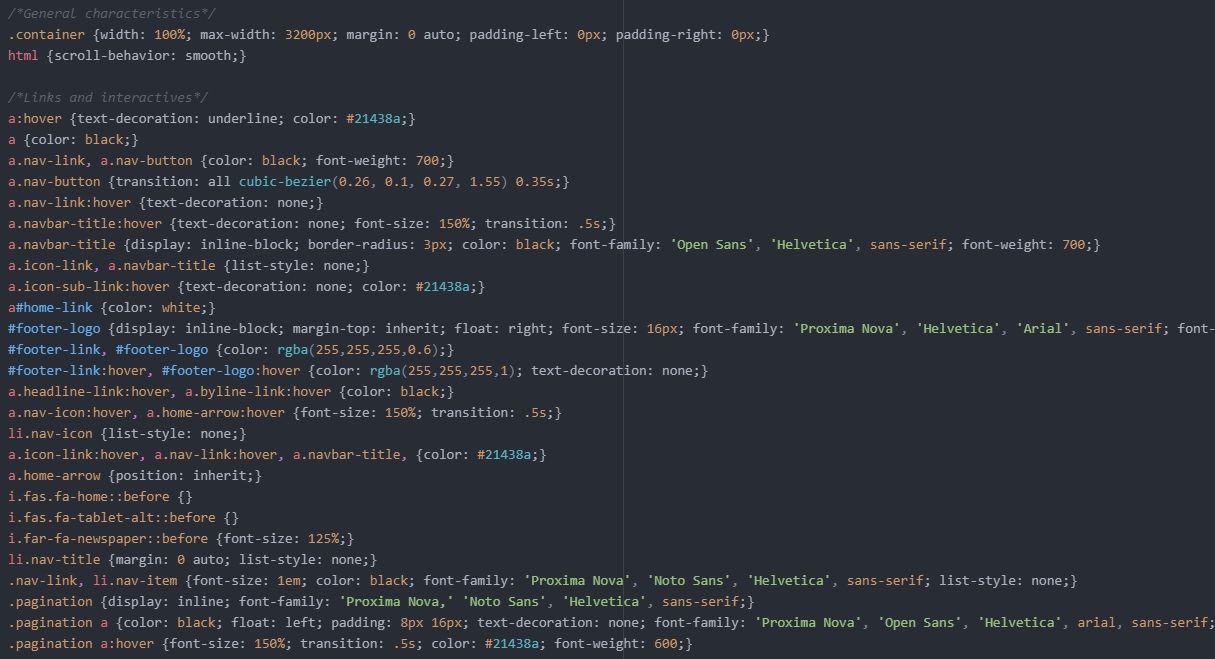 /*General characteristics*/
.container {width: 100%; max-width: 3200px; margin: 0 auto; padding-left: 0px; padding-right: 0px;}
html {scroll-behavior: smooth;}
/*Links and interactives*/
a:hover {text-decoration: underline; color: #21438a;}
a {color: black;}
a.nav-link, a.nav-button {color: black; font-weight: 700;}
a.nav-button {transition: all cubic-bezier(0.26, 0.1, 0.27, 1.55) 0.35s;}
a.nav-link:hover {text-decoration: none;}
a.navbar-title:hover {text-decoration: none; font-size: 150%; transition: .5s;}
a.navbar-title {display: inline-block; border-radius: 3px; color: black; font-family: 'Open Sans', 'Helvetica', sans-serif; font-weight: 700;}
a.icon-link, a.navbar-title {list-style: none;}
a.icon-sub-link:hover {text-decoration: none; color: #21438a;}
a#home-link {color: white;}
#footer-logo {display: inline-block; margin-top: inherit; float: right; font-size: 16px; font-family: 'Proxima Nova', 'Helvetica', 'Arial', sans-serif; font-
#footer-link, #footer-logo {color: rgba(255,255,255,0.6);}
#footer-link:hover, #footer-logo:hover {color: rgba(255,255,255,1); text-decoration: none;}
a.headline-link:hover, a.byline-link:hover {color: black;}
a.nav-icon:hover, a.home-arrow:hover {font-size: 150%; transition: .5s;}
li.nav-icon {list-style: none;}
a.icon-link:hover, a.nav-link:hover, a.navbar-title, {color: #21438a;}
a.home-arrow {position: inherit;}
i.fas.fa-home::before {}
i.fas.fa-tablet-alt::before {}
i.far-fa-newspaper::before {font-size: 125%;}
li.nav-title {margin: 0 auto; list-style: none;}
.nav-link, li.nav-item {font-size: 1em; color: black; font-family: 'Proxima Nova', 'Noto Sans', 'Helvetica', sans-serif; list-style: none;}
.pagination {display: inline; font-family: 'Proxima Nova,' 'Noto Sans', 'Helvetica', sans-serif;}
.pagination a {color: black; float: left; padding: 8px 16px; text-decoration: none; font-family: 'Proxima Nova', 'Open Sans', 'Helvetica', arial, sans-serif;
.pagination a:hover {font-size: 150%; transition: .5s; color: #21438a; font-weight: 600;}